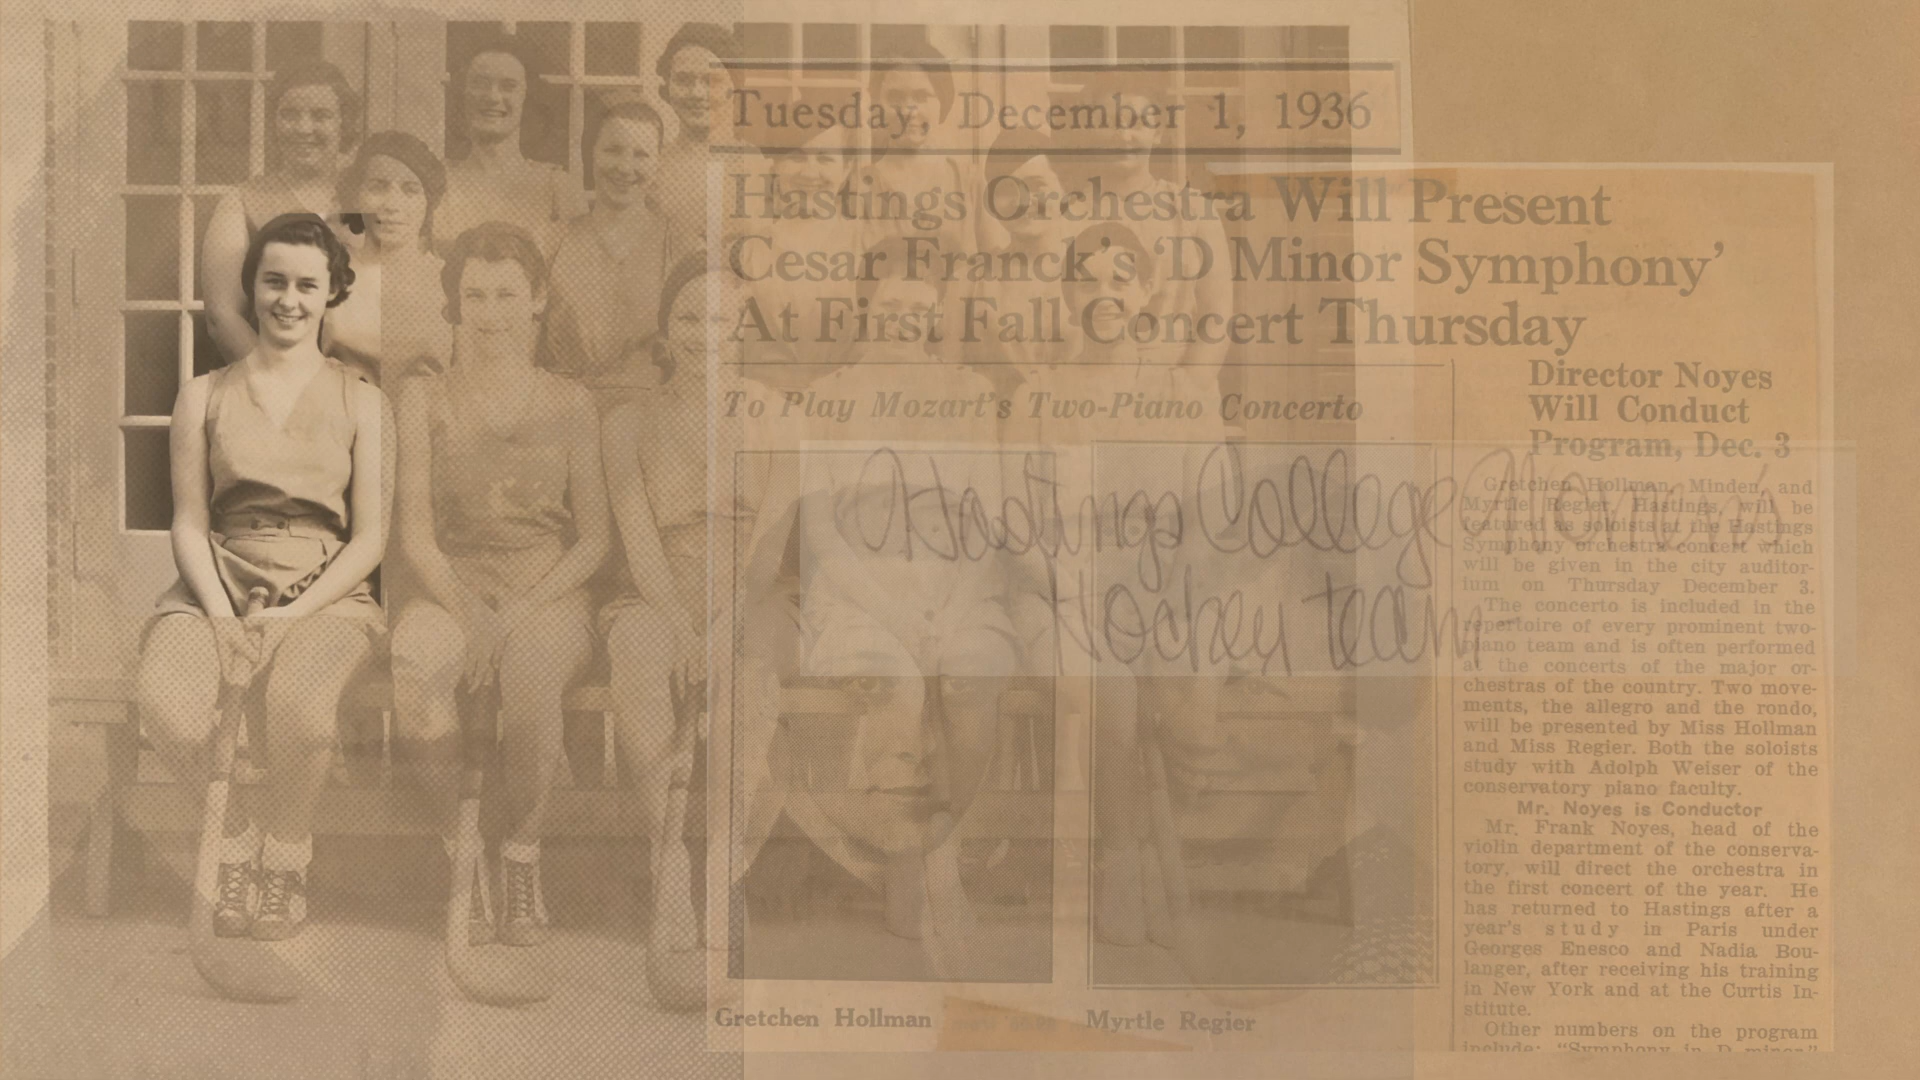 Tuesday, December 1, 1936
Hastings Orchestra Will Present
Cesar Franck's 'D Minor Symphony'
At First Fall Concert Thursday
To Play Mozart's Two-Piano Concerto
Director Noyes
Will Conduct
Program, Dec. 3
Hastings College Women's
Hockey team
Gretchen Hollman, Minden, and
Myrtle Regier, Hastings, will be
featured as soloists at the Hastings
Symphony orchestra concert which
will be given in the city auditor-
ium on Thursday December 3.
The concerto is included in the
repertoire of every prominent two-
piano team and is often performed
at the concerts of the major or-
chestras of the country. Two move-
ments, the allegro and the rondo,
will be presented by Miss Hollman
and Miss Regier. Both the soloists
study with Adolph Weiser of the
conservatory piano faculty.
Mr. Noyes is Conductor
Mr. Frank Noyes, head of the
violin department of the conserva-
tory, will direct the orchestra in
the first concert of the year. He
has returned to Hastings after a
year's study in Paris under
Georges Enesco and Nadia Bou-
langer, after receiving his training
in New York and at the Curtis In-
stitute.
Other numbers on the program
include: "Symphony in D minor."
Gretchen Hollman
Myrtle Regier